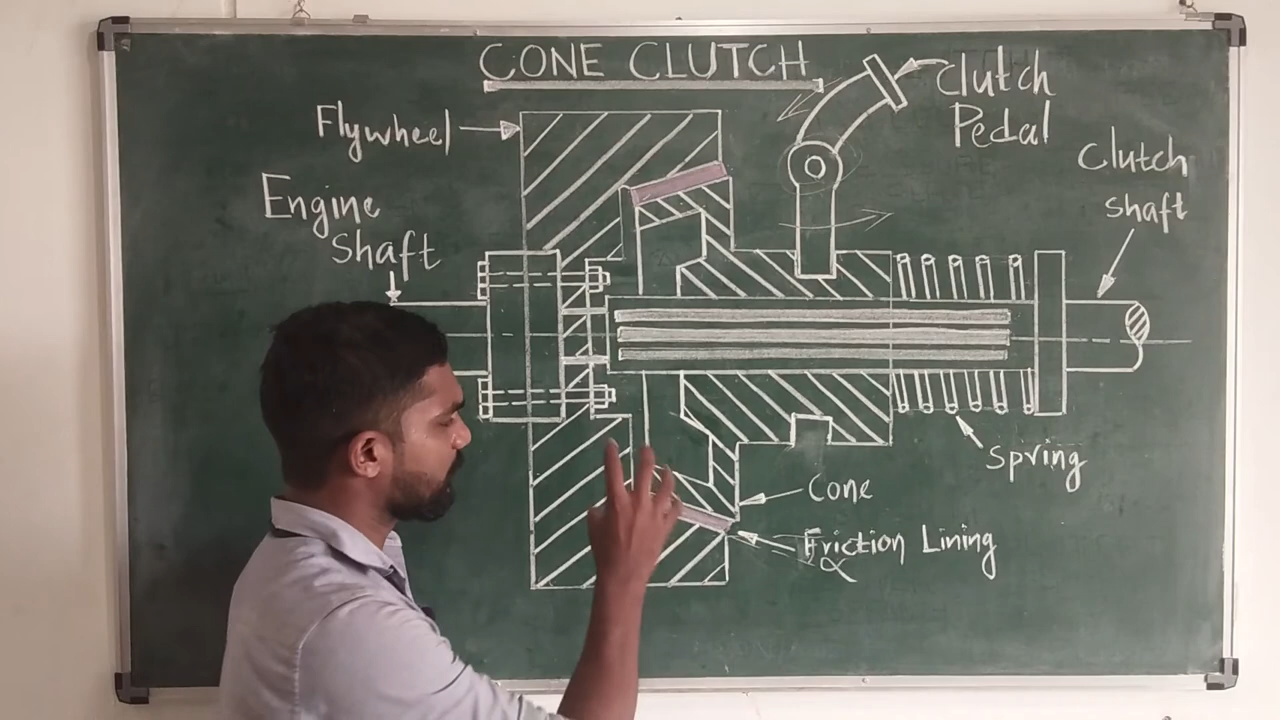 CONE CLUTCH
Clutch
Pedal
Flywheel
Clutch
shaft
Engine
Shaft
Spring
Cone
Friction Lining
α